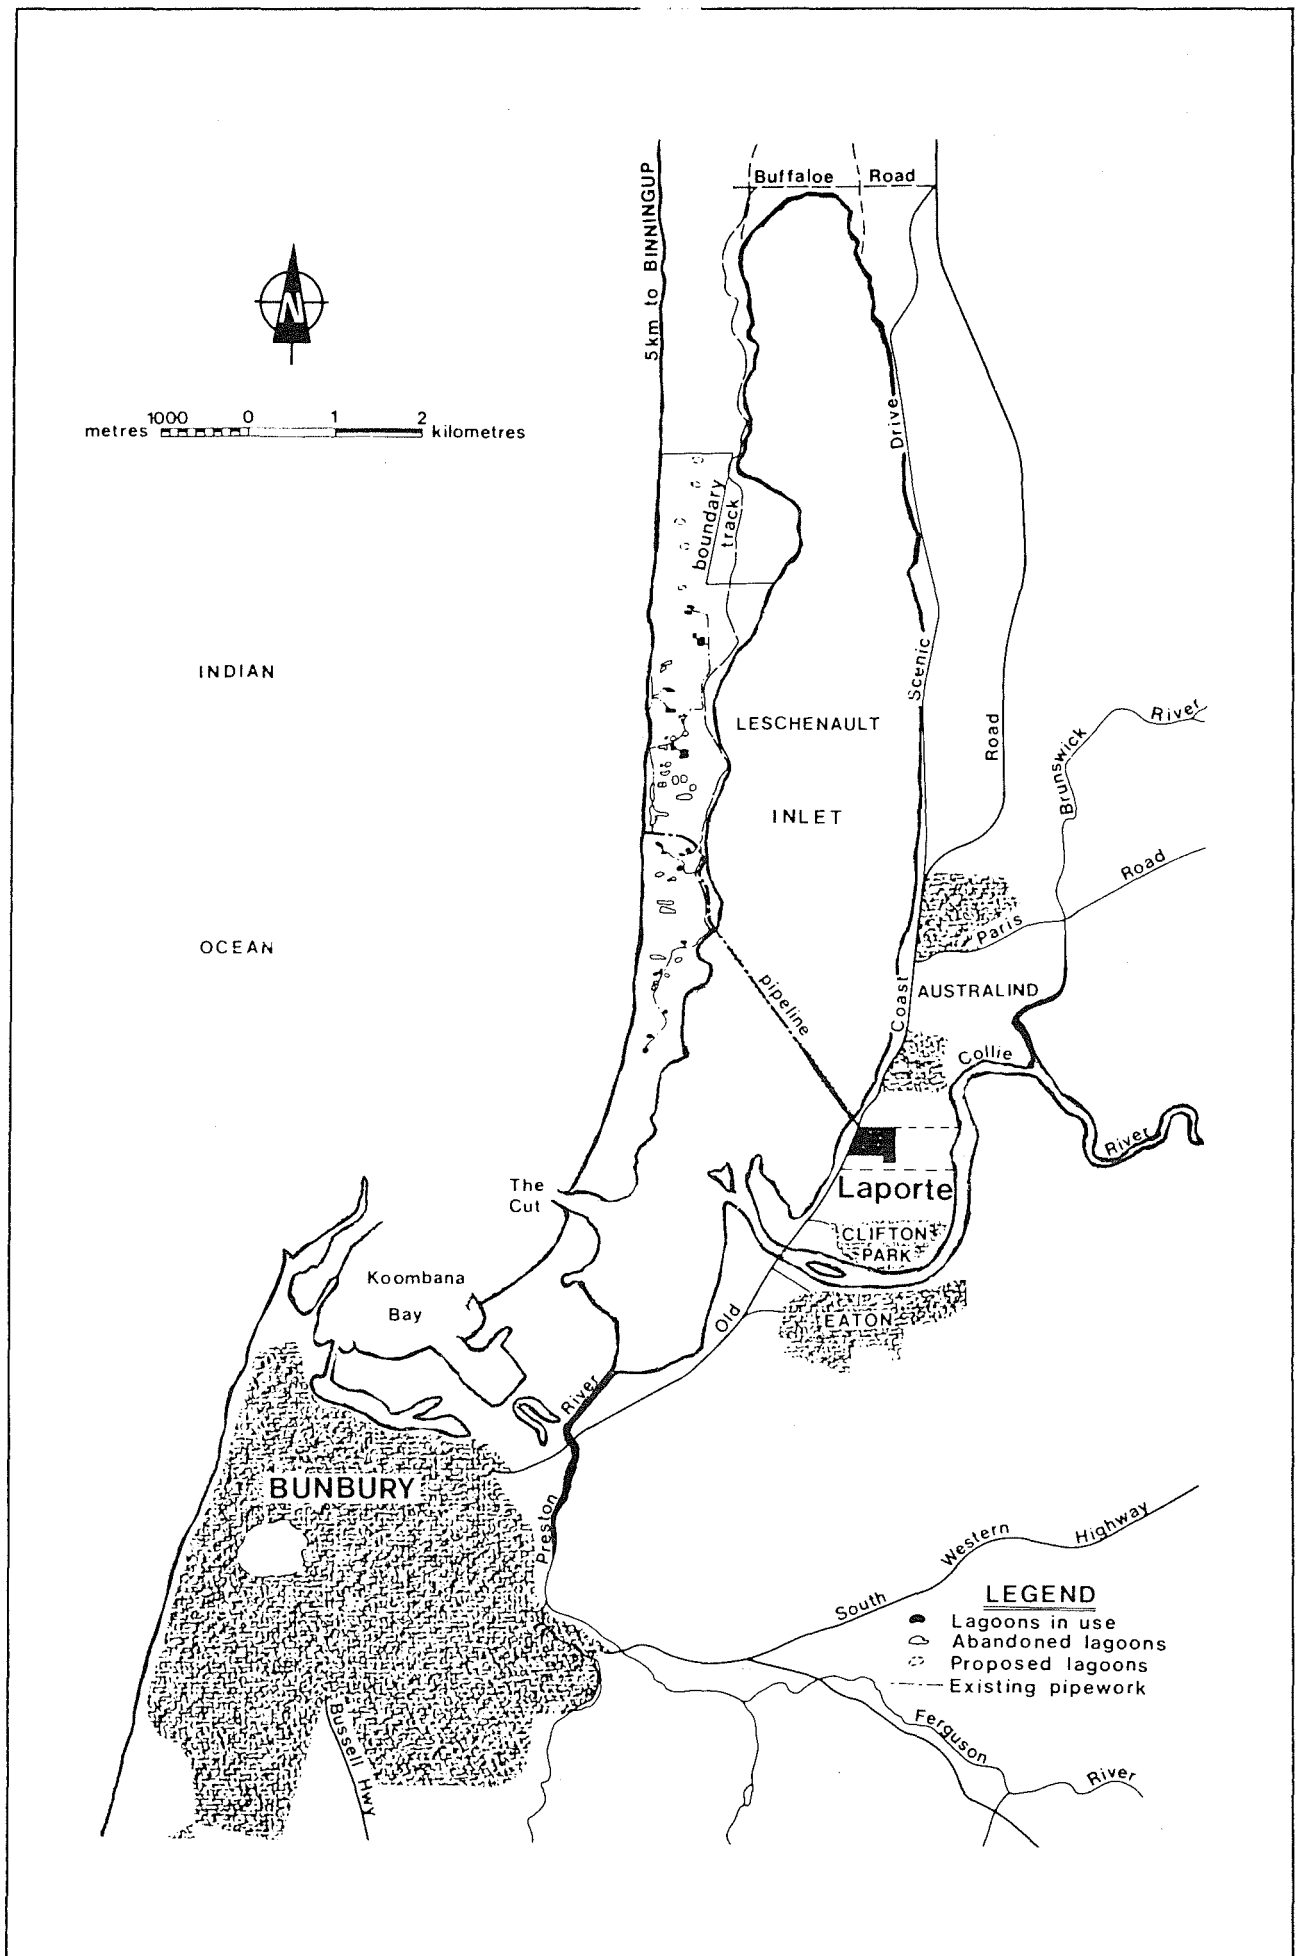 Buffaloe Road
5km to BINNINGUP
N
1000 0 1 2
metres kilometres
Drive
boundary
track
INDIAN
Scenic
LESCHENAULT
River
Road
Brunswick
INLET
Road
Paris
OCEAN
pipeline
Coast
AUSTRALIND
Collie
River
The
Cut
Laporte
CLIFTON
PARK
Koombana
Bay
Old
EATON
River
BUNBURY
Preston
South Western Highway
LEGEND
Lagoons in use
Abandoned lagoons
Proposed lagoons
Existing pipework
Bussell Hwy
Ferguson
River